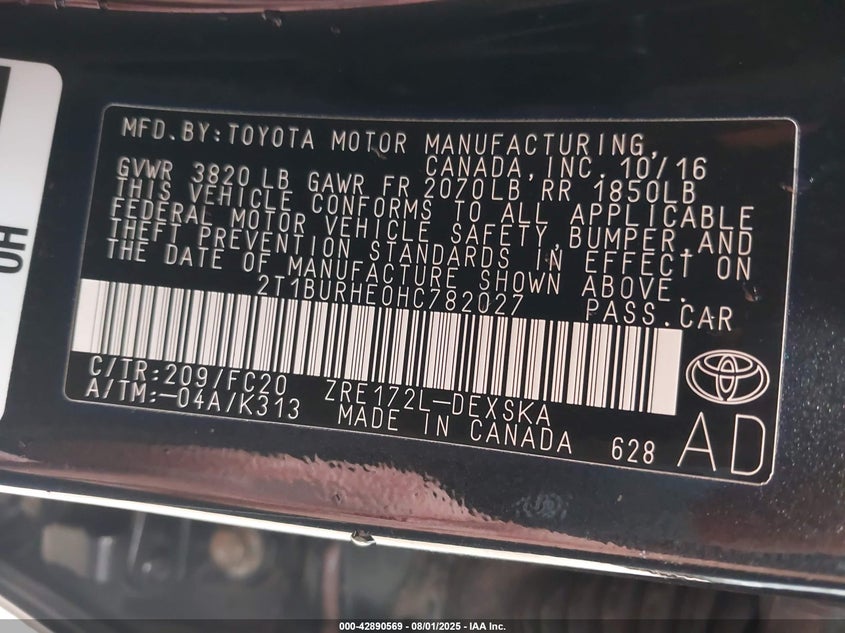 MFD.BY:TOYOTA MOTOR MANUFACTURING,
CANADA,INC. 10/16
GVWR 3820 LB GAWR FR 2070LB RR 1850LB
THIS VEHICLE CONFORMS TO ALL APPLICABLE
FEDERAL MOTOR VEHICLE SAFETY,BUMPER,AND
THEFT PREVENTION STANDARDS IN EFFECT ON
THE DATE OF MANUFACTURE SHOWN ABOVE.
2T1BURHE0HC782027 PASS.CAR
C/TR:209/FC20 ZRE172L-DEXSKA
A/TM:-04A/K313 MADE IN CANADA 628
AD
000-42890569 - 08/01/2025 - IAA Inc.